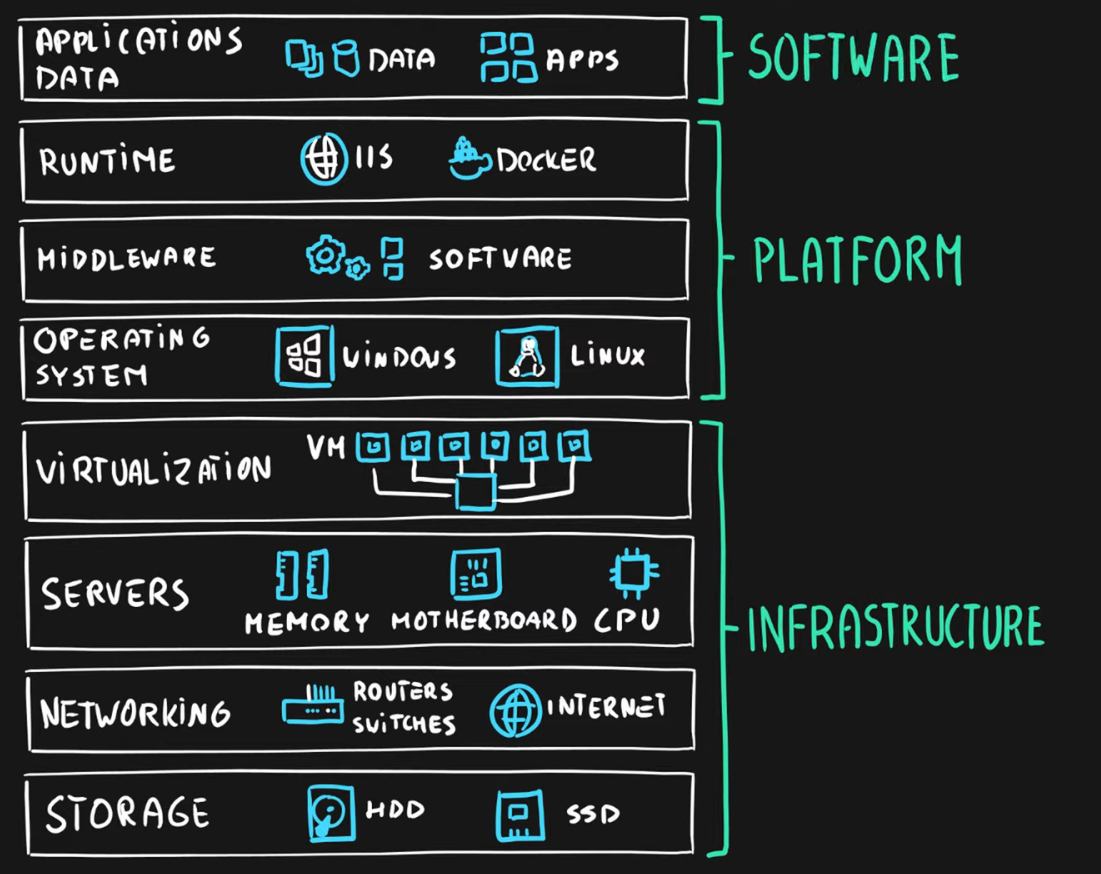 APPLICATIONS
DATA
DATA
APPS
SOFTWARE
RUNTIME
IIS
DOCKER
MIDDLEWARE
SOFTWARE
PLATFORM
OPERATING
SYSTEM
WINDOWS
LINUX
VIRTUALIZATION
VM
SERVERS
MEMORY
MOTHERBOARD
CPU
INFRASTRUCTURE
NETWORKING
ROUTERS
SWITCHES
INTERNET
STORAGE
HDD
SSD